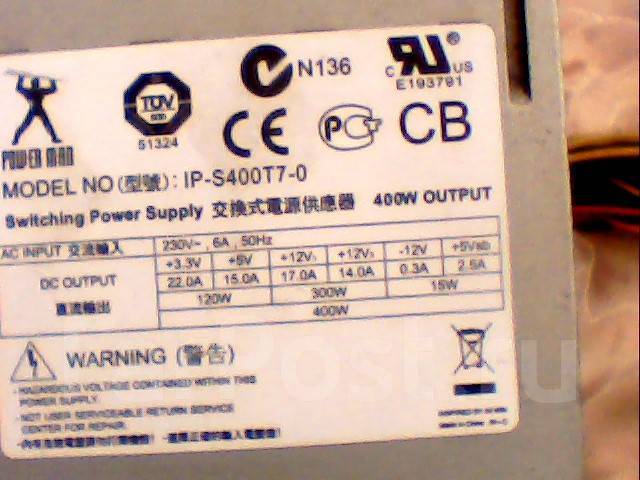 N136
C US
E193791
TÜV
51324
CE
CB
POWER MAN
MODEL NO(型號): IP-S400T7-0
Switching Power Supply 交換式電源供應器 400W OUTPUT
AC INPUT 交流輸入 230V~, 6A, 50Hz
DC OUTPUT 直流輸出
+3.3V +5V +12V₁ +12V₂ -12V +5Vsb
22.0A 15.0A 17.0A 14.0A 0.3A 2.5A
120W 300W 15W
400W
WARNING (警告)
HAZARDOUS VOLTAGE CONTAINED WITHIN THIS
POWER SUPPLY.
NOT USER SERVICEABLE RETURN SERVICE
CENTER FOR REPAIR.